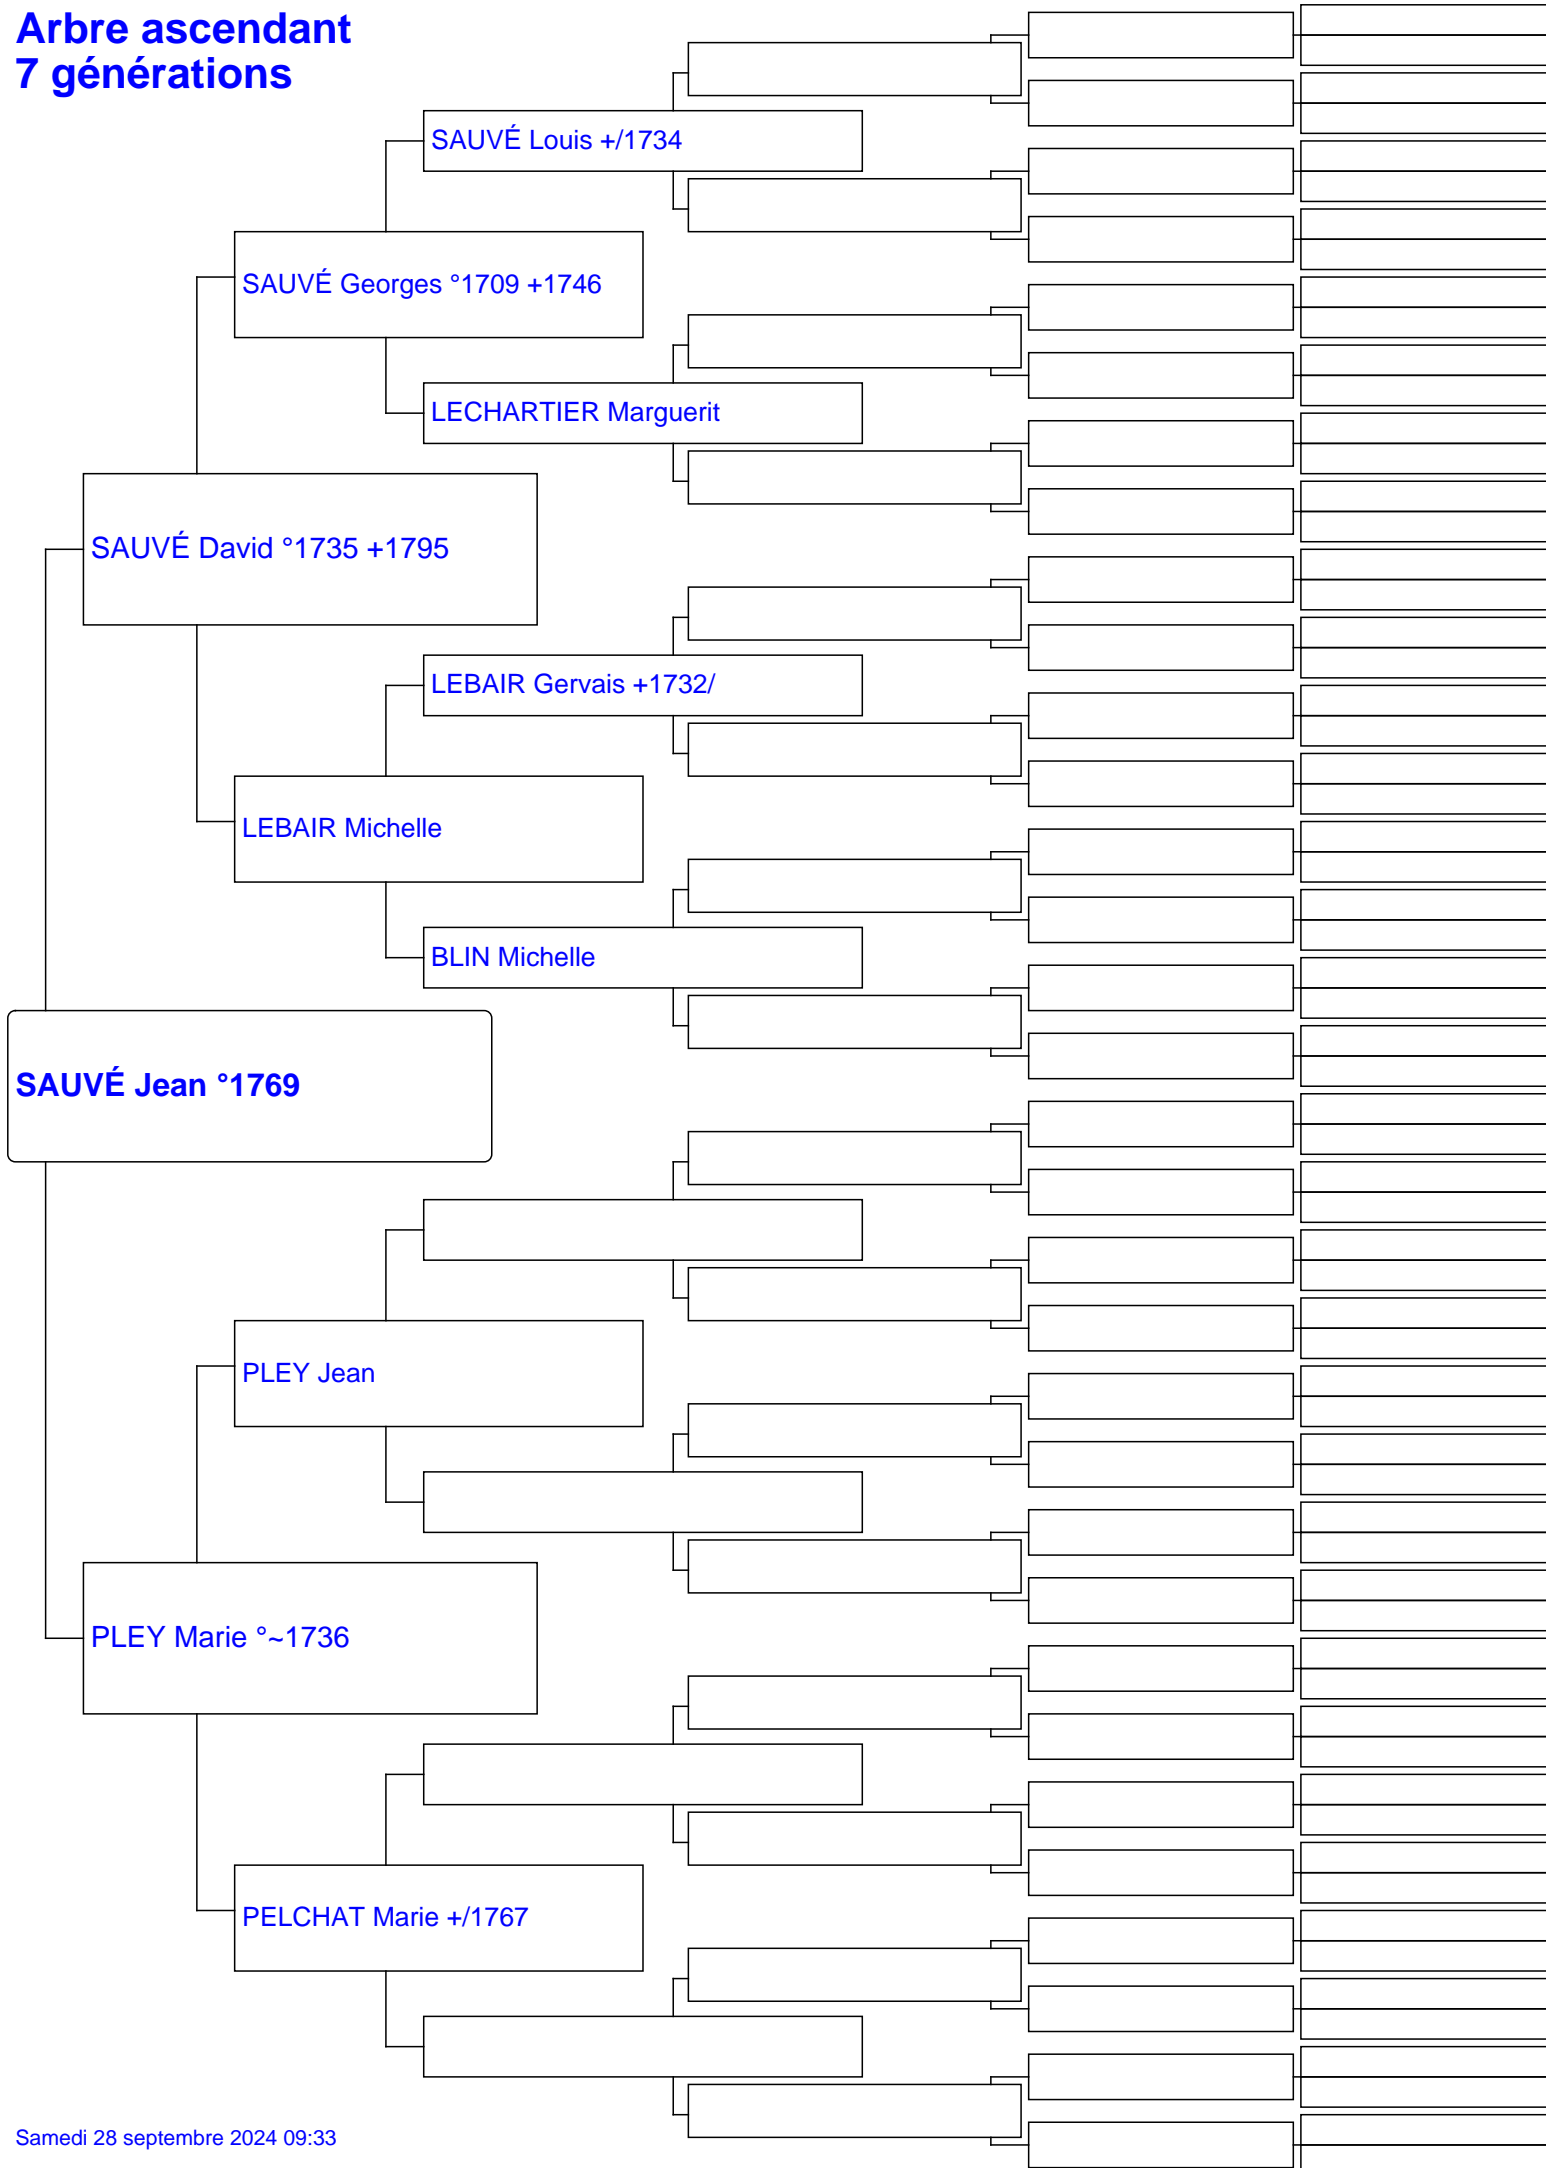 Arbre ascendant
7 générations
SAUVÉ Louis +/1734
SAUVÉ Georges °1709 +1746
LECHARTIER Marguerit
SAUVÉ David °1735 +1795
LEBAIR Gervais +1732/
LEBAIR Michelle
BLIN Michelle
SAUVÉ Jean °1769
PLEY Jean
PLEY Marie °~1736
PELCHAT Marie +/1767
Samedi 28 septembre 2024 09:33